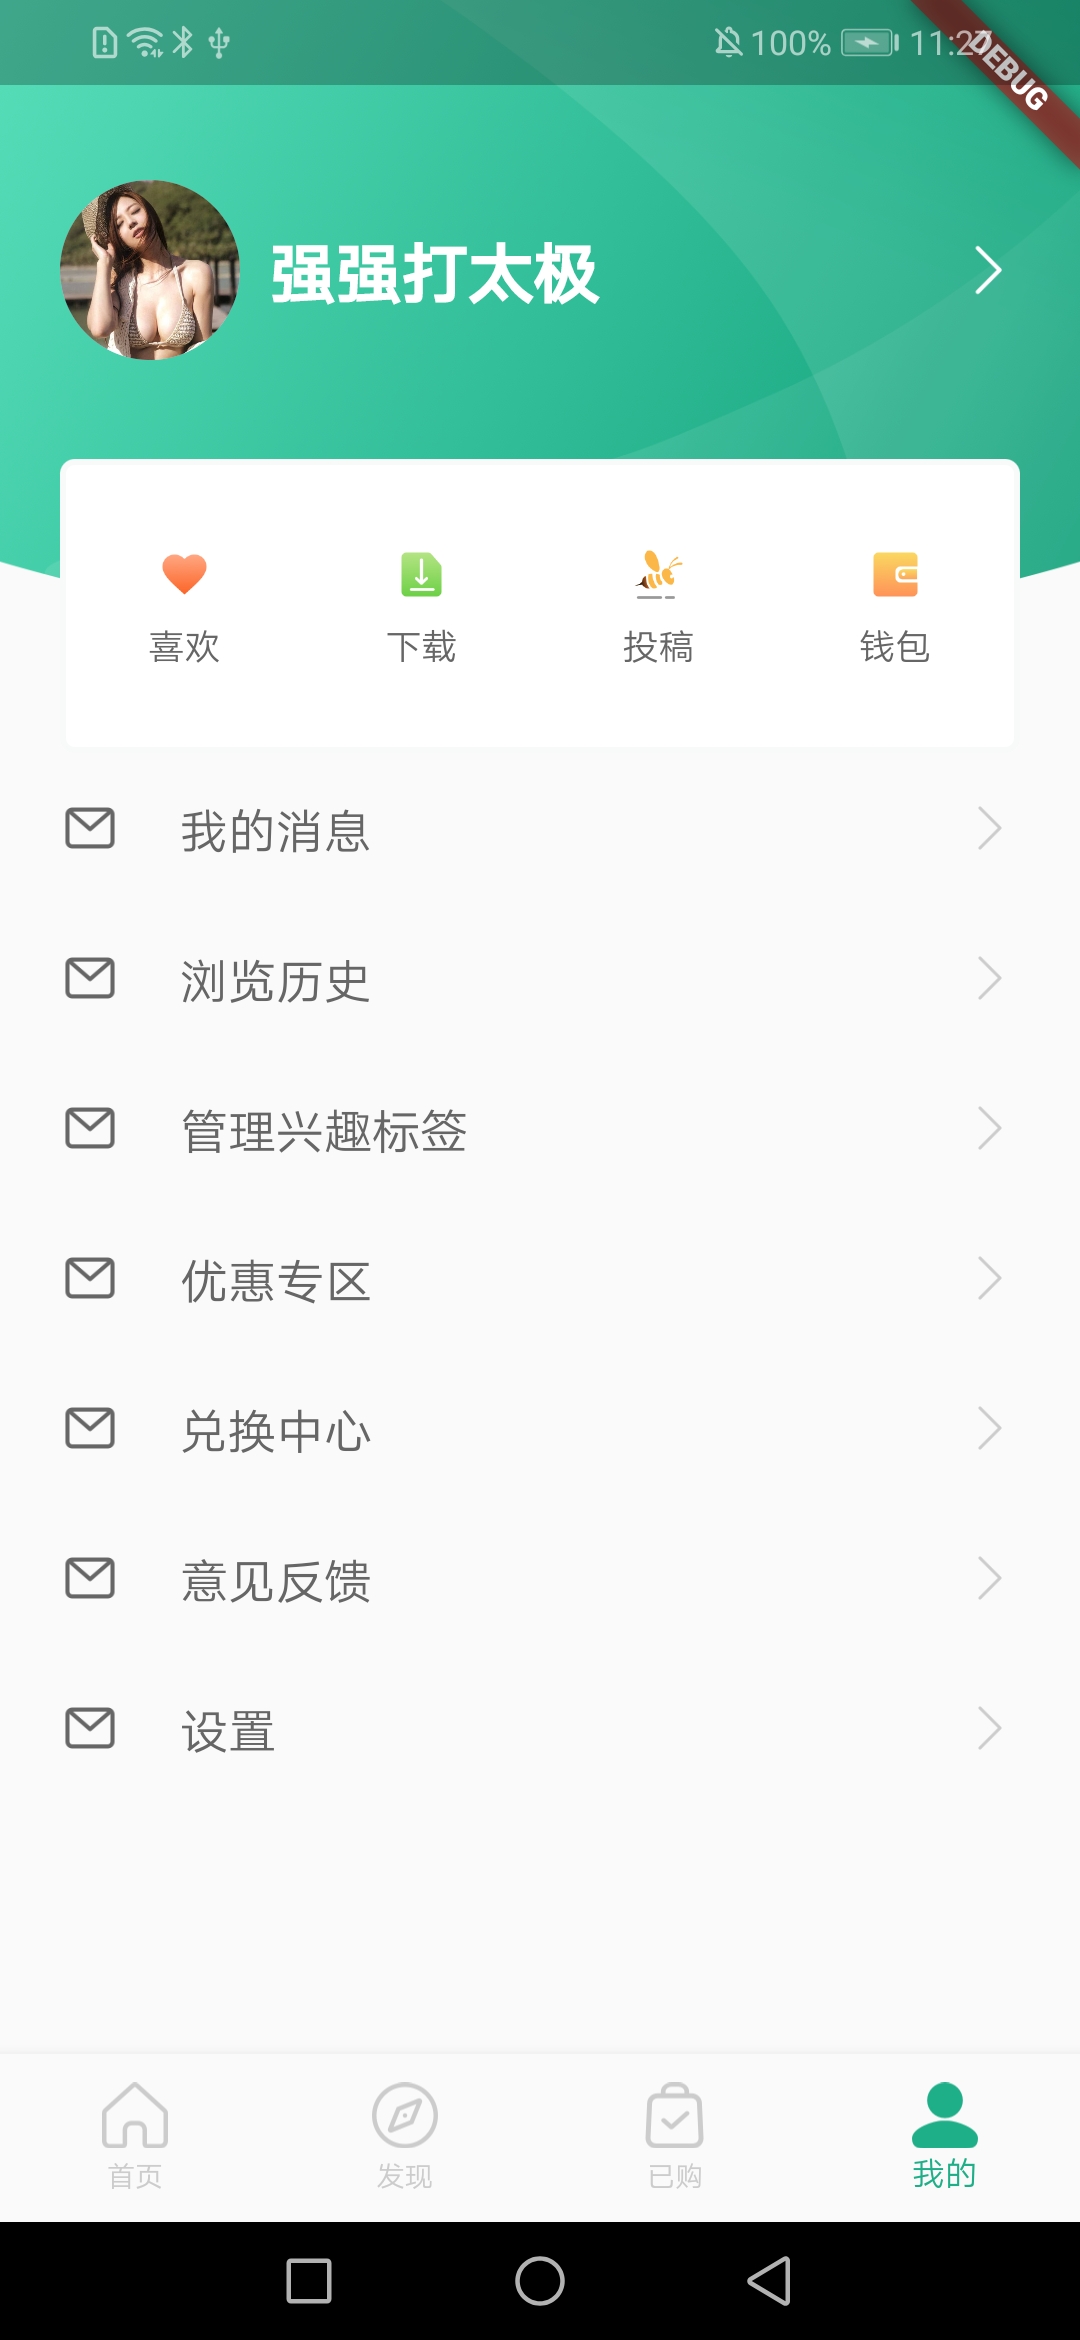 100% 11:27
DEBUG
强强打太极
喜欢 下载 投稿 钱包
我的消息
浏览历史
管理兴趣标签
优惠专区
兑换中心
意见反馈
设置
首页 发现 已购 我的